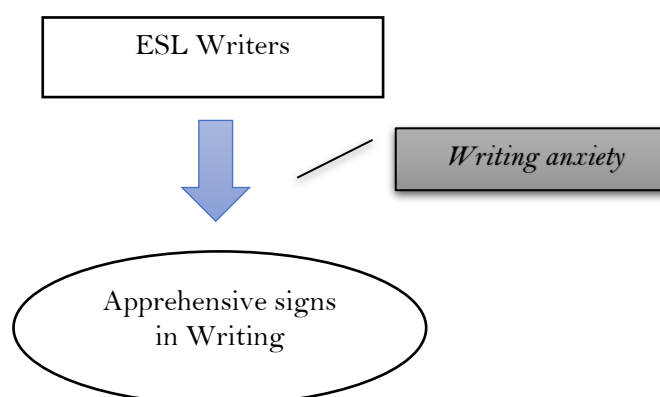 ESL Writers
Writing anxiety
Apprehensive signs
in Writing